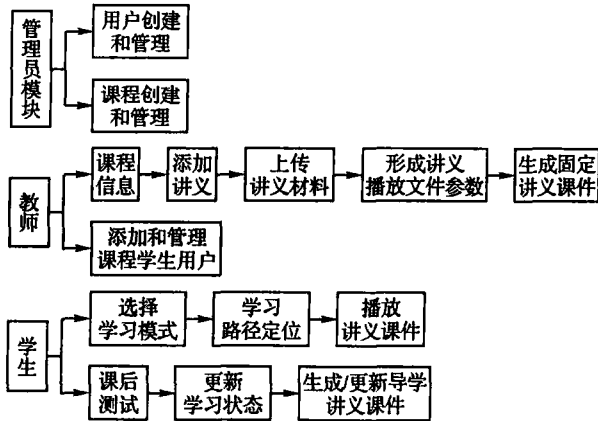 管理员模块
用户创建
和管理
课程创建
和管理
教师
课程
信息
添加
讲义
上传
讲义材料
形成讲义
播放文件参数
生成固定
讲义课件
添加和管理
课程学生用户
学生
选择
学习模式
学习
路径定位
播放
讲义课件
课后
测试
更新
学习状态
生成/更新导学
讲义课件